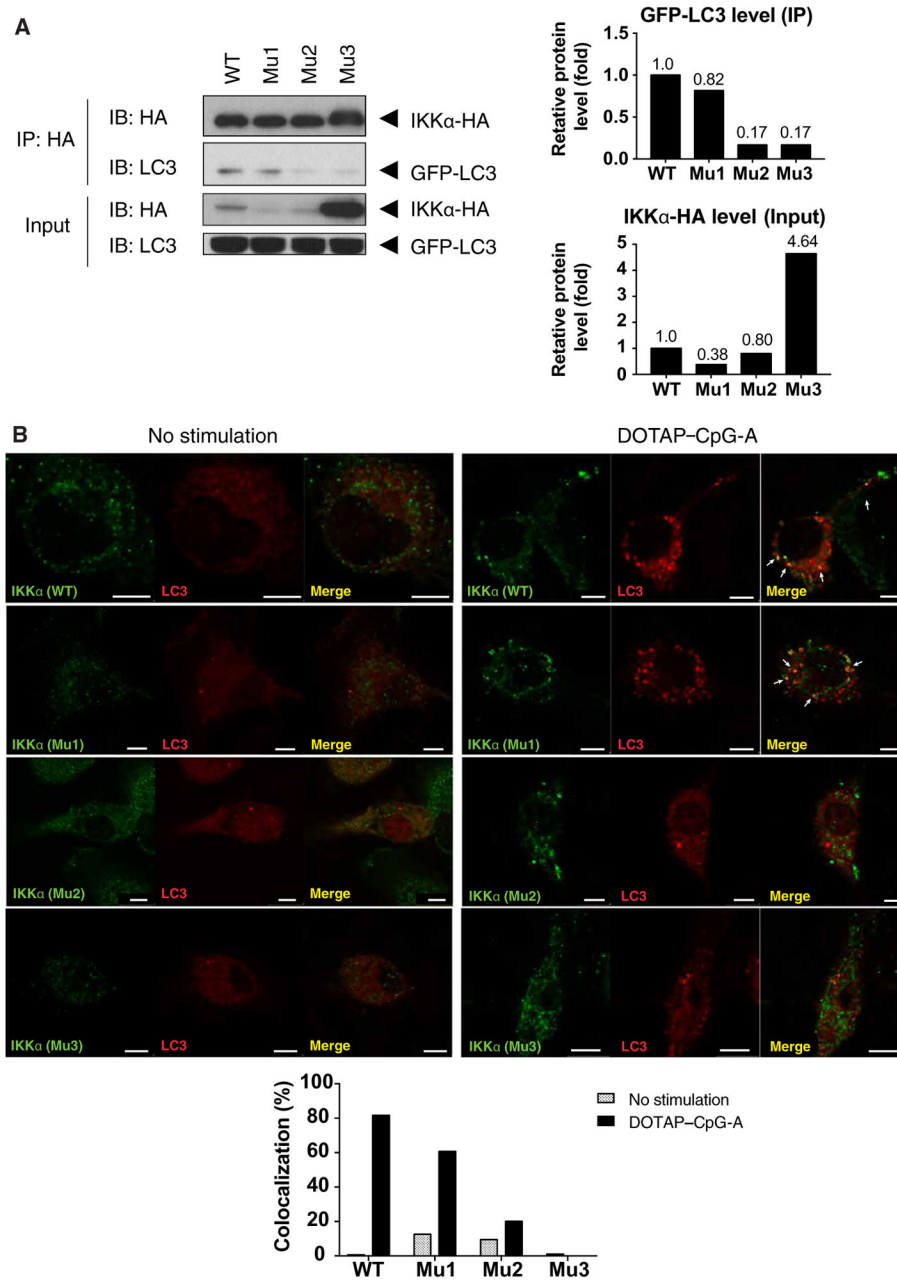 A
WT
Mu1
Mu2
Mu3
IP: HA
IB: HA
IKKα-HA
IB: LC3
GFP-LC3
Input
IB: HA
IKKα-HA
IB: LC3
GFP-LC3
GFP-LC3 level (IP)
Relative protein
level (fold)
1.5
1.0
0.5
0.0
1.0
0.82
0.17
0.17
WT Mu1 Mu2 Mu3
IKKα-HA level (Input)
Relative protein
level (fold)
5
4
3
2
1
0
1.0
0.38
0.80
4.64
WT Mu1 Mu2 Mu3
B
No stimulation
DOTAP–CpG-A
IKKα (WT) LC3 Merge
IKKα (WT) LC3 Merge
IKKα (Mu1) LC3 Merge
IKKα (Mu1) LC3 Merge
IKKα (Mu2) LC3 Merge
IKKα (Mu2) LC3 Merge
IKKα (Mu3) LC3 Merge
IKKα (Mu3) LC3 Merge
Colocalization (%)
100
80
60
40
20
0
No stimulation
DOTAP–CpG-A
WT Mu1 Mu2 Mu3